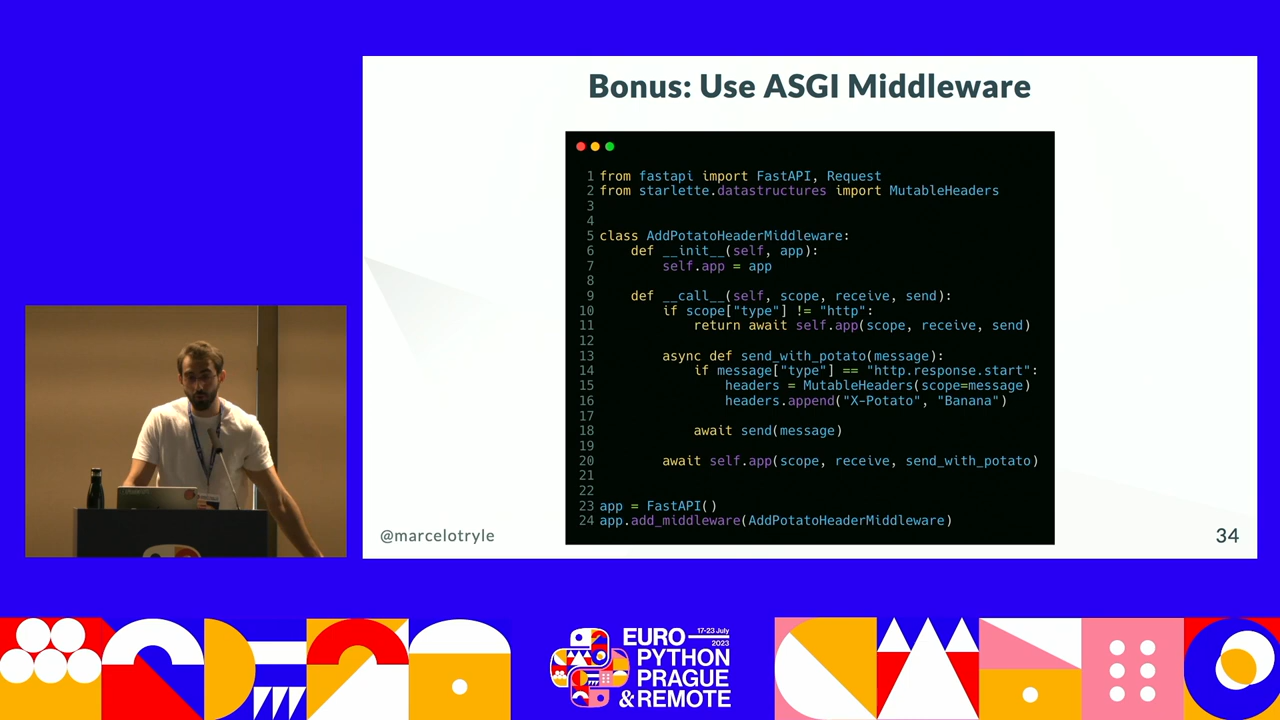 Bonus: Use ASGI Middleware
1 from fastapi import FastAPI, Request
2 from starlette.datastructures import MutableHeaders
3
4
5 class AddPotatoHeaderMiddleware:
6     def __init__(self, app):
7         self.app = app
8
9     def __call__(self, scope, receive, send):
10         if scope["type"] != "http":
11             return await self.app(scope, receive, send)
12
13         async def send_with_potato(message):
14             if message["type"] == "http.response.start":
15                 headers = MutableHeaders(scope=message)
16                 headers.append("X-Potato", "Banana")
17
18             await send(message)
19
20         await self.app(scope, receive, send_with_potato)
21
22
23 app = FastAPI()
24 app.add_middleware(AddPotatoHeaderMiddleware)
@marcelotryle
34
EURO 17-23 July
2023
PYTHON
PRAGUE
& REMOTE